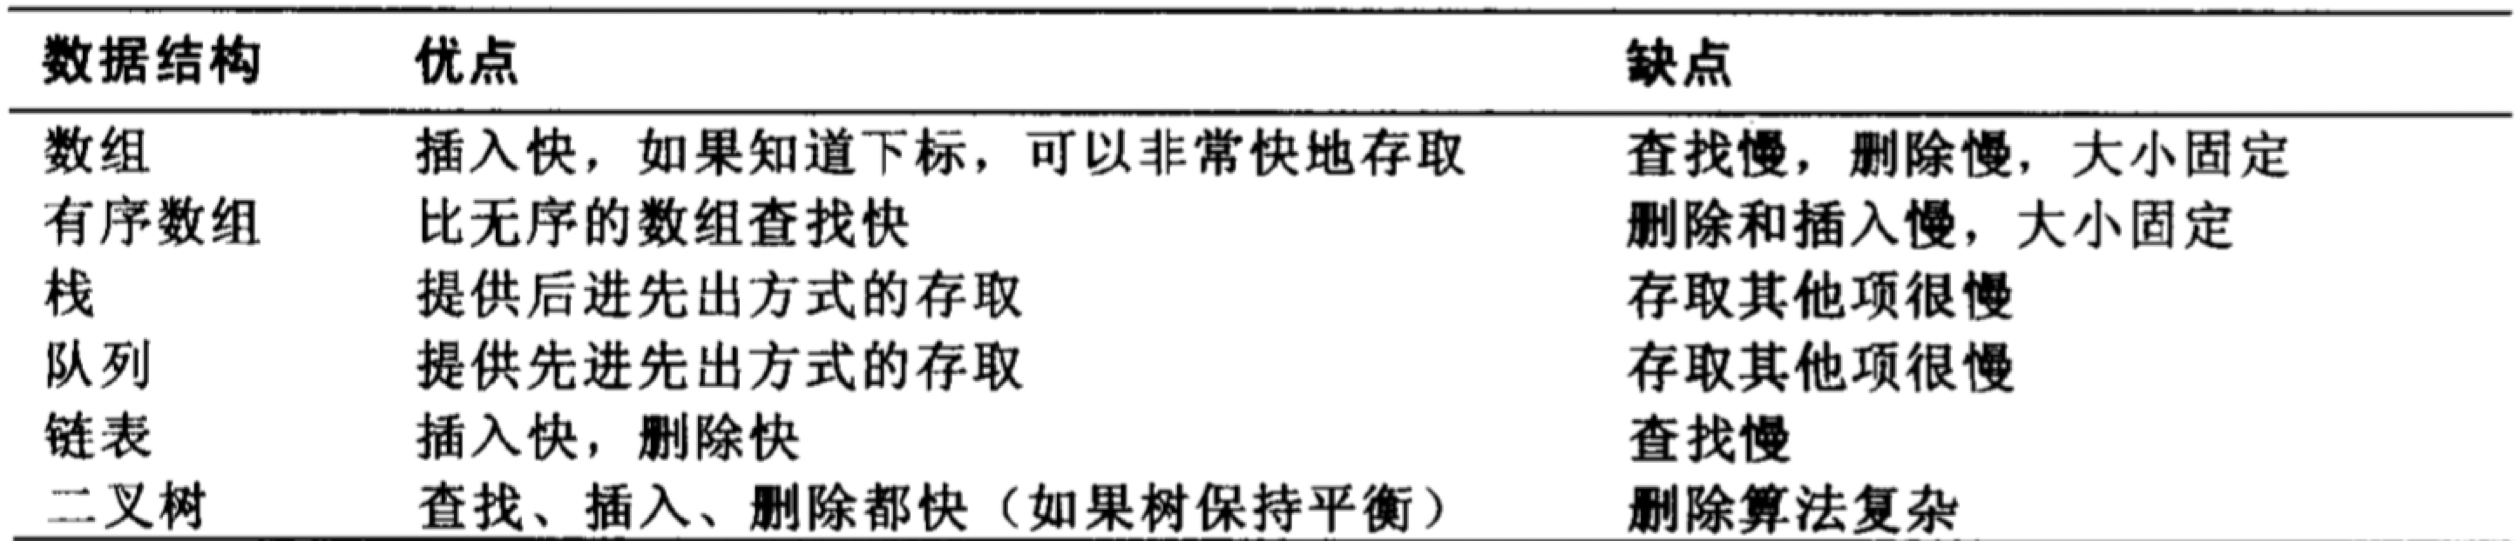 数据结构 优点 缺点
数组 插入快，如果知道下标，可以非常快地存取 查找慢，删除慢，大小固定
有序数组 比无序的数组查找快 删除和插入慢，大小固定
栈 提供后进先出方式的存取 存取其他项很慢
队列 提供先进先出方式的存取 存取其他项很慢
链表 插入快，删除快 查找慢
二叉树 查找、插入、删除都快（如果树保持平衡） 删除算法复杂